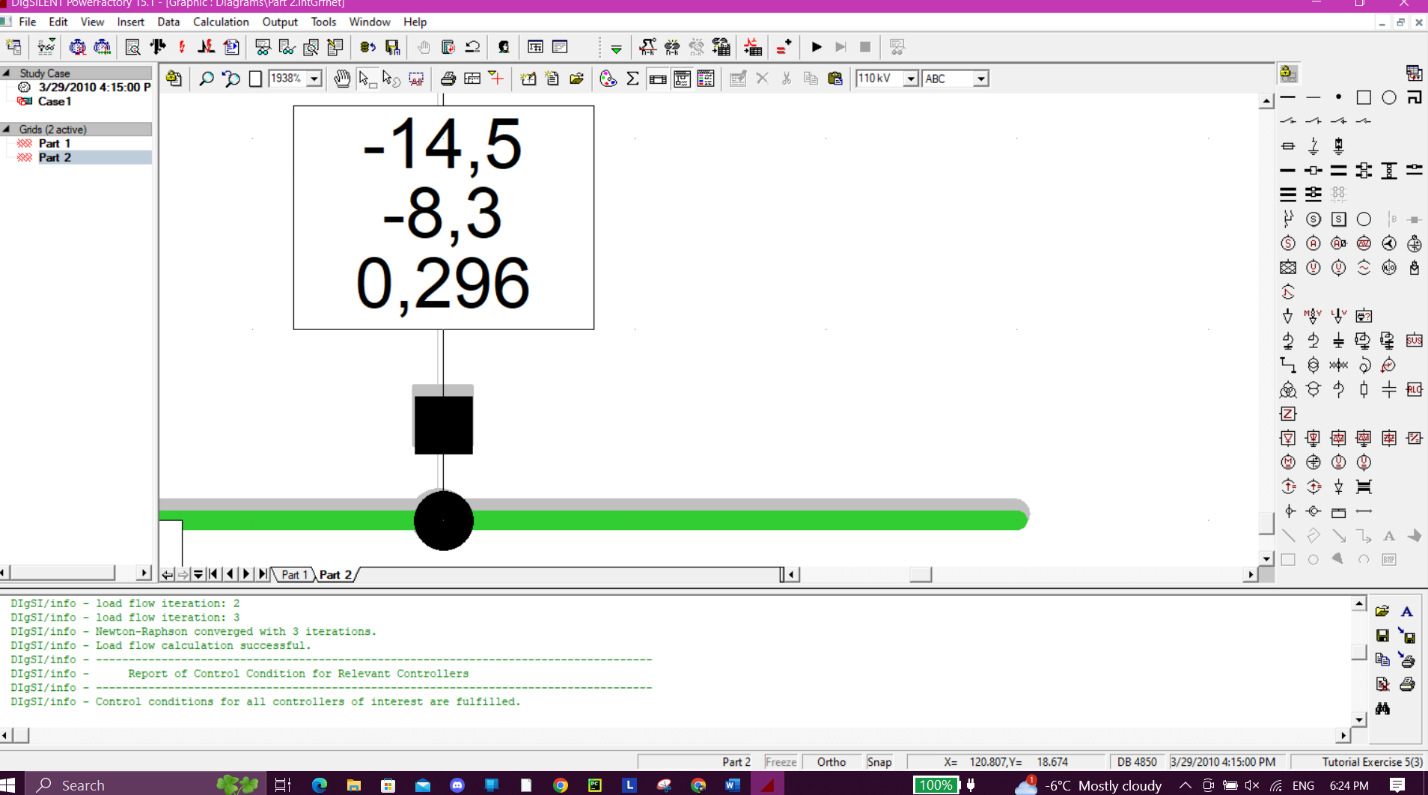 DIgSILENT PowerFactory 15.1 - [Graphic : Diagrams\Part 2.IntGrfnet]
File Edit View Insert Data Calculation Output Tools Window Help
Study Case
3/29/2010 4:15:00 P
Case1
Grids (2 active)
Part 1
Part 2
1938%
110 kV
ABC
-14,5
-8,3
0,296
Part 1 Part 2
DIgSI/info - load flow iteration: 2
DIgSI/info - load flow iteration: 3
DIgSI/info - Newton-Raphson converged with 3 iterations.
DIgSI/info - Load flow calculation successful.
DIgSI/info - --------------------------------------------------------------------------------
DIgSI/info - Report of Control Condition for Relevant Controllers
DIgSI/info - --------------------------------------------------------------------------------
DIgSI/info - Control conditions for all controllers of interest are fulfilled.
Part 2 Freeze Ortho Snap X= 120.807,Y= 18.674 DB 4850 3/29/2010 4:15:00 PM Tutorial Exercise 5(3)
Search 100% 1 -6°C Mostly cloudy ENG 6:24 PM